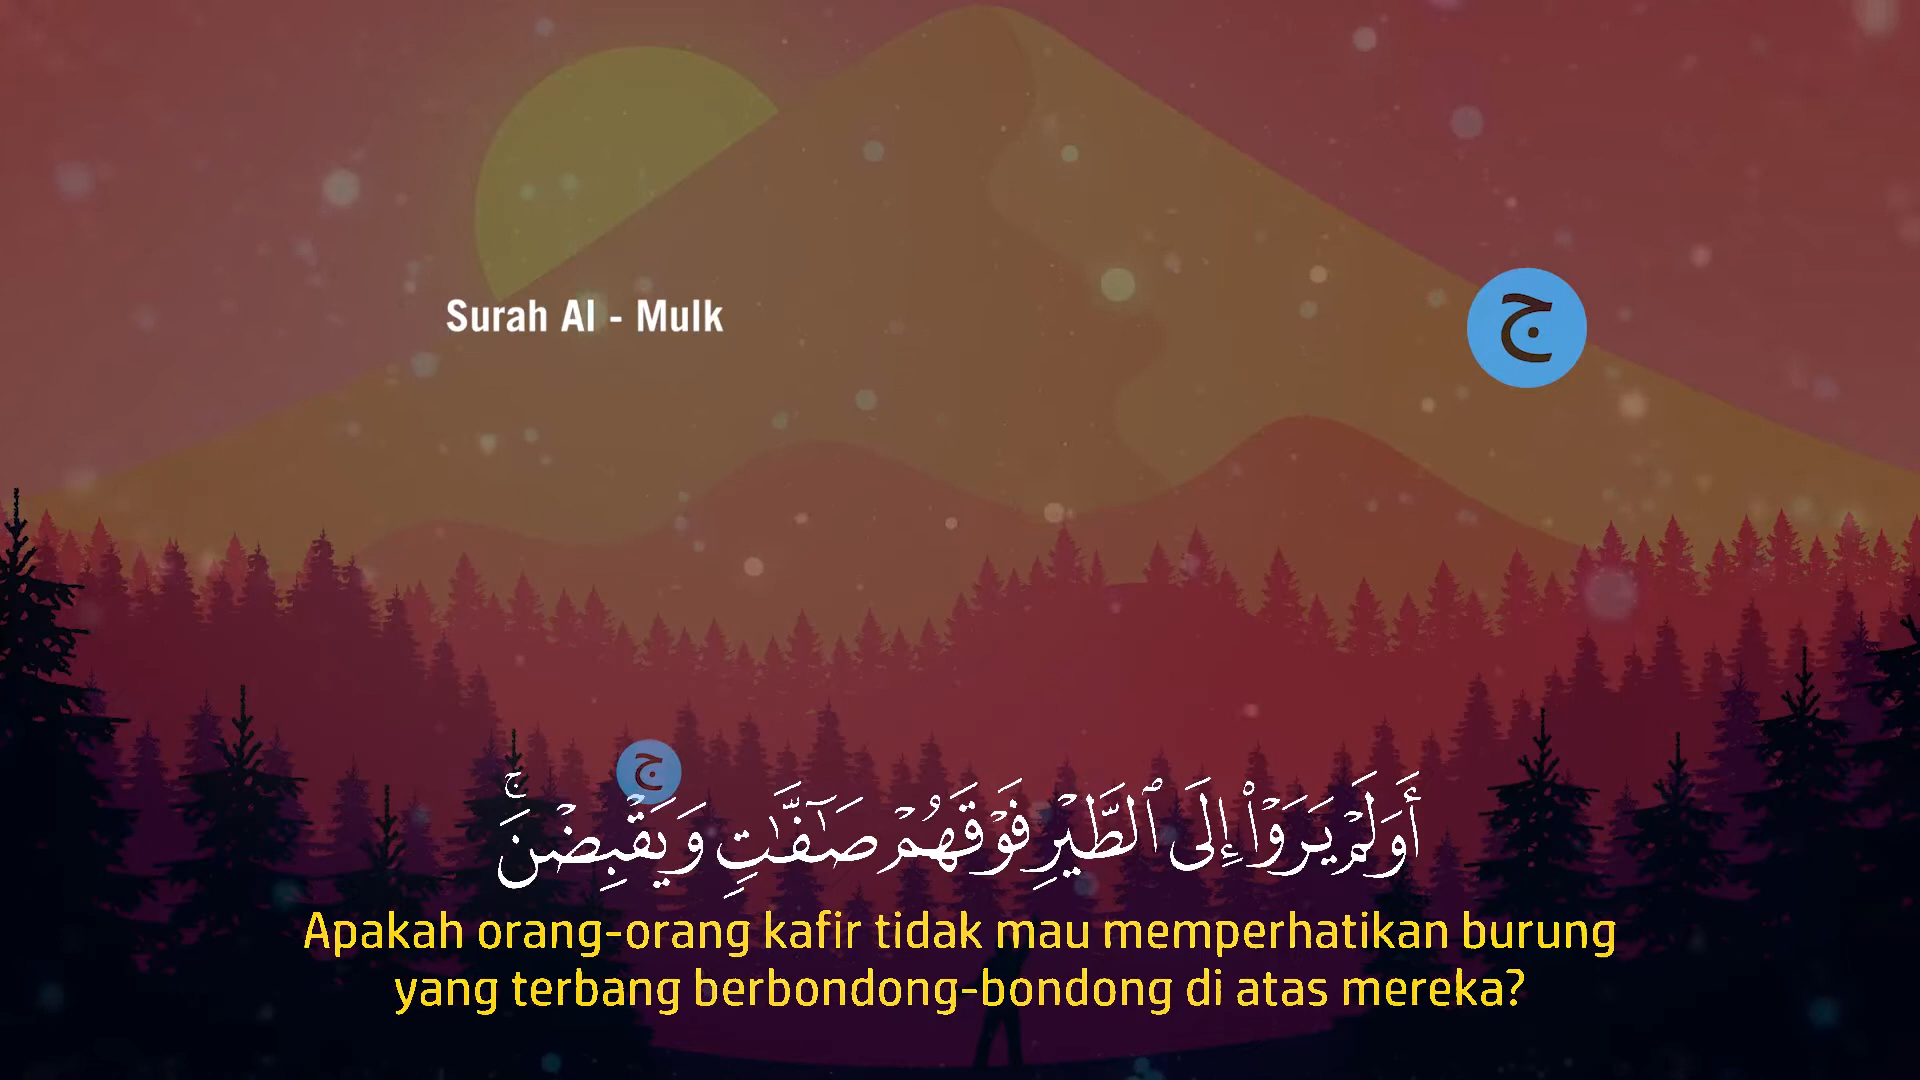 Surah Al - Mulk
ج
ج
أَوَلَمْ يَرَوْا۟ إِلَى ٱلطَّيْرِ فَوْقَهُمْ صَـٰٓفَّـٰتٍ وَيَقْبِضْنَ ۚ
Apakah orang-orang kafir tidak mau memperhatikan burung
yang terbang berbondong-bondong di atas mereka?